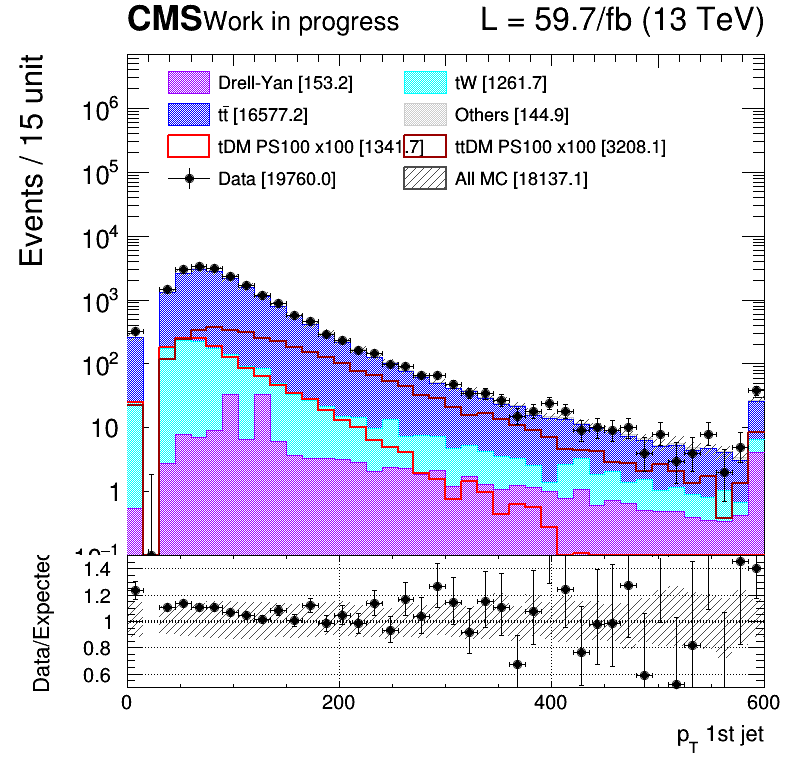 CMS Work in progress L = 59.7/fb (13 TeV)
Events / 15 unit
Drell-Yan [153.2] tW [1261.7]
tt̄ [16577.2] Others [144.9]
tDM PS100 x100 [1341.7] ttDM PS100 x100 [3208.1]
Data [19760.0] All MC [18137.1]
10⁶
10⁵
10⁴
10³
10²
10
1
10⁻¹
Data/Expected
1.4
1.2
1
0.8
0.6
0 200 400 600
p_T 1st jet